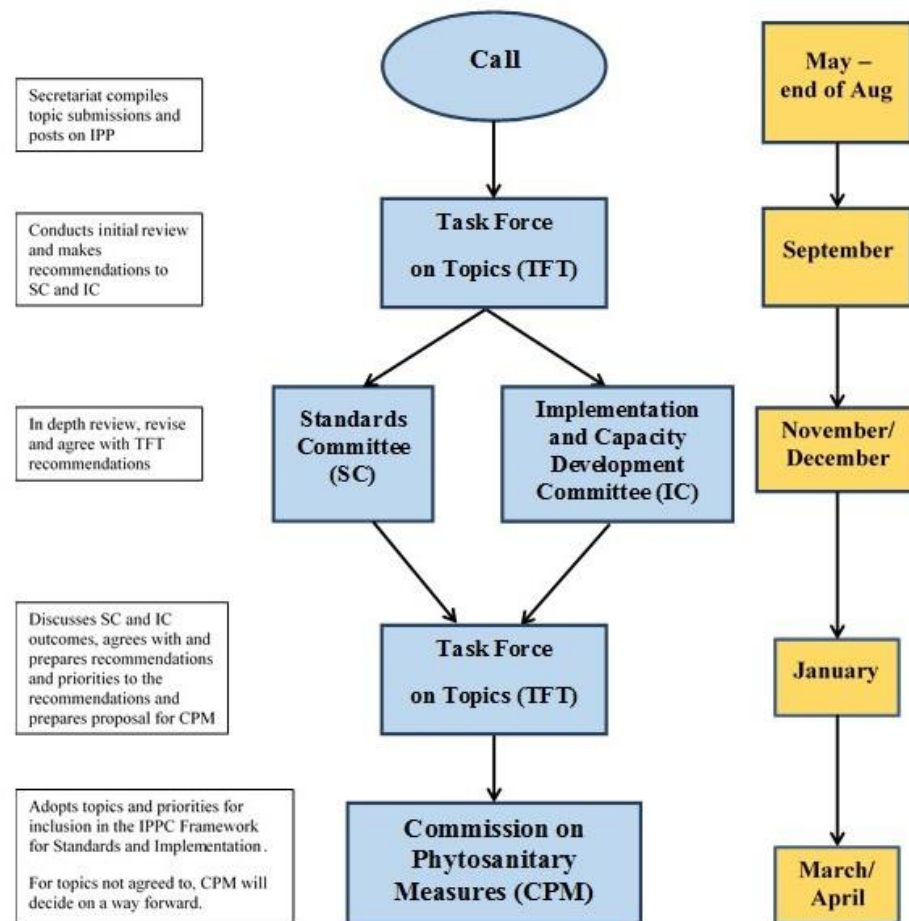 Call
May –
end of Aug
Secretariat compiles
topic submissions and
posts on IPP
Conducts initial review
and makes
recommendations to
SC and IC
Task Force
on Topics (TFT)
September
In depth review, revise
and agree with TFT
recommendations
Standards
Committee
(SC)
Implementation
and Capacity
Development
Committee (IC)
November/
December
Discusses SC and IC
outcomes, agrees with and
prepares recommendations
and priorities to the
recommendations and
prepares proposal for CPM
Task Force
on Topics (TFT)
January
Adopts topics and priorities for
inclusion in the IPPC Framework
for Standards and Implementation.
For topics not agreed to, CPM will
decide on a way forward.
Commission on
Phytosanitary
Measures (CPM)
March/
April